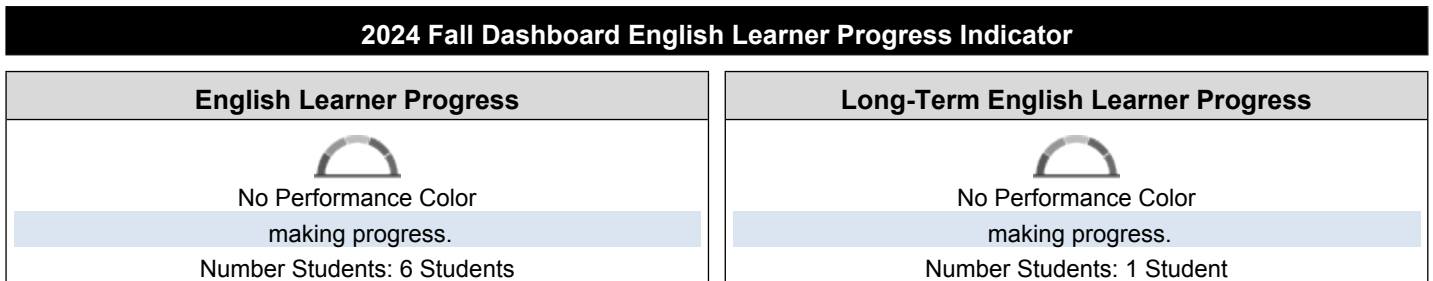 2024 Fall Dashboard English Learner Progress Indicator
English Learner Progress
No Performance Color
making progress.
Number Students: 6 Students
Long-Term English Learner Progress
No Performance Color
making progress.
Number Students: 1 Student